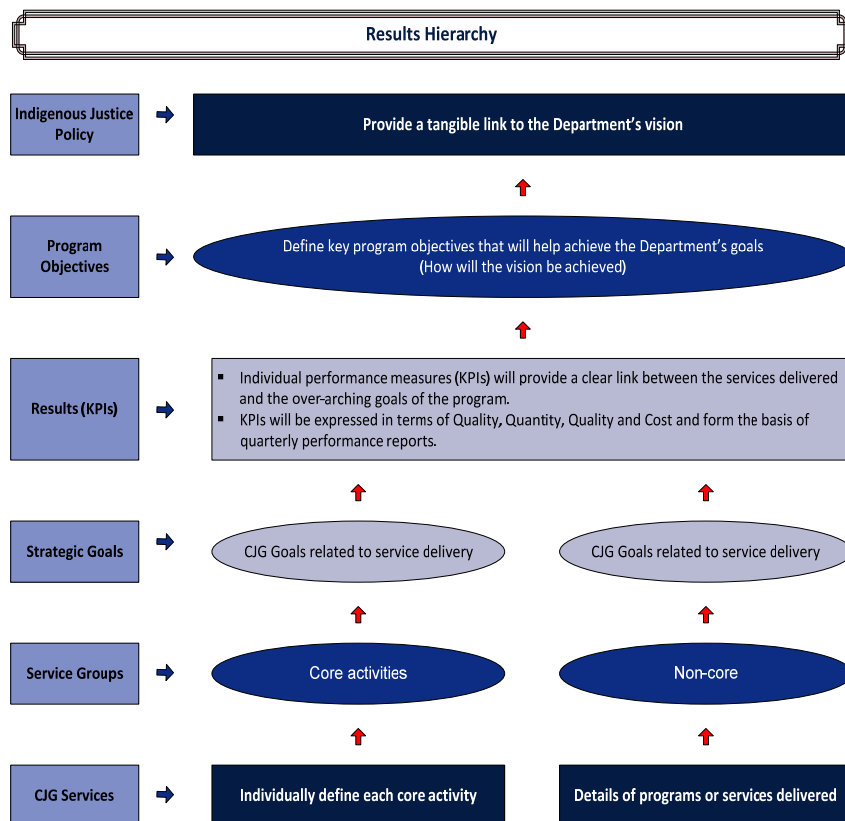 Results Hierarchy
Indigenous Justice
Policy
Provide a tangible link to the Department's vision
Program
Objectives
Define key program objectives that will help achieve the Department's goals
(How will the vision be achieved)
Results (KPIs)
▪ Individual performance measures (KPIs) will provide a clear link between the services delivered
and the over-arching goals of the program.
▪ KPIs will be expressed in terms of Quality, Quantity, Quality and Cost and form the basis of
quarterly performance reports.
Strategic Goals
CJG Goals related to service delivery
CJG Goals related to service delivery
Service Groups
Core activities
Non-core
CJG Services
Individually define each core activity
Details of programs or services delivered